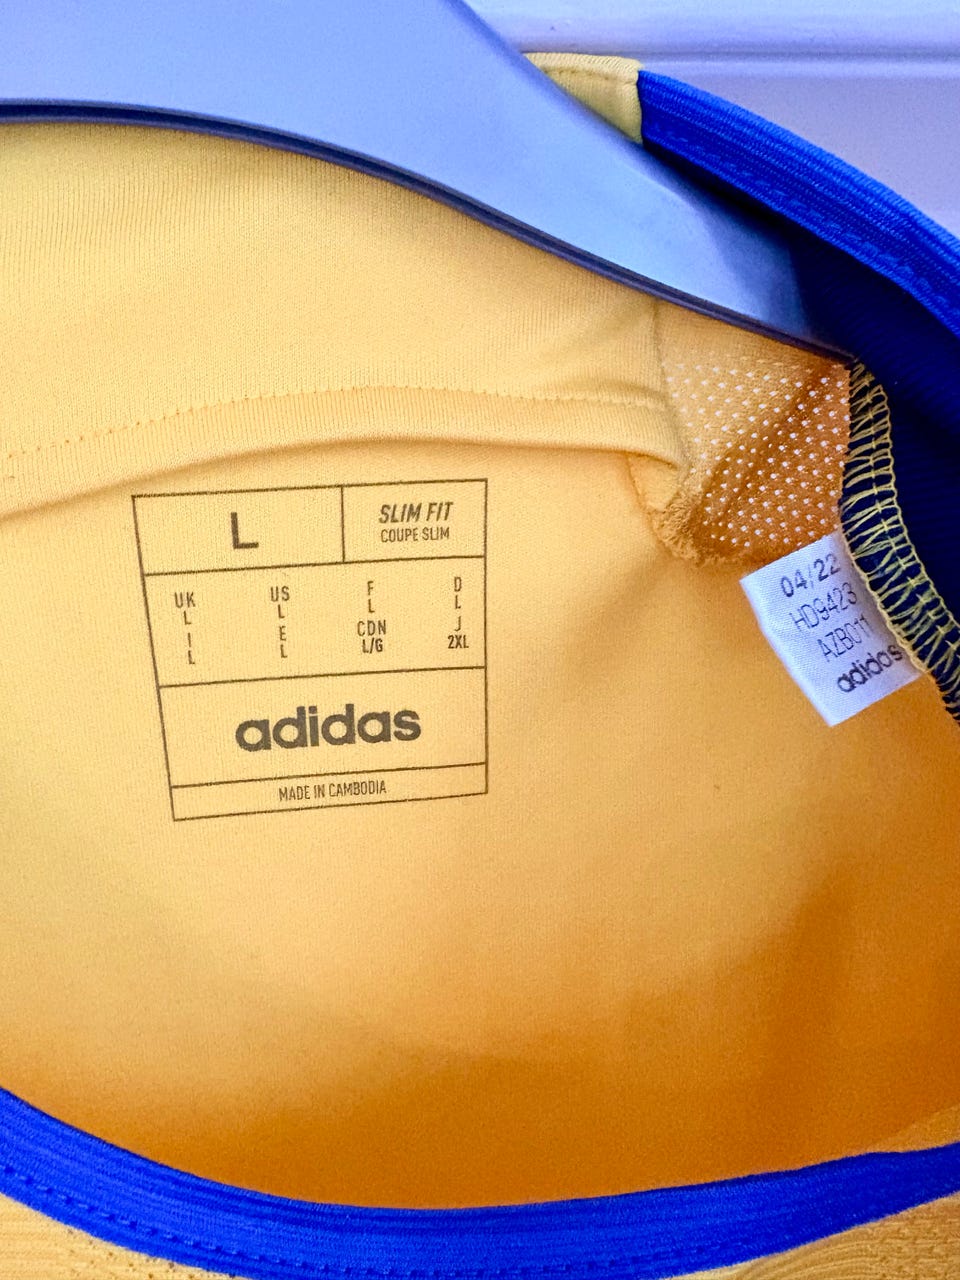 L
SLIM FIT
COUPE SLIM
UK US F D
L L L L
I E CDN J
L L L/G 2XL
adidas
MADE IN CAMBODIA
04/22
HD9423
AZB011
adidas